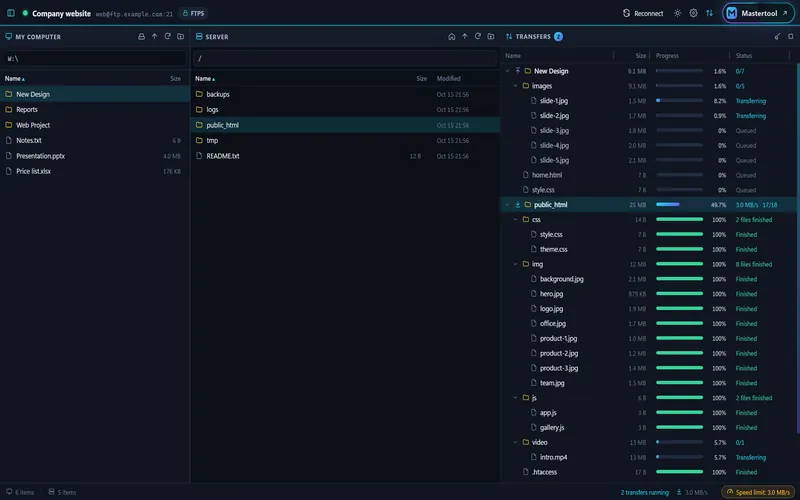 Company website web@ftp.example.com:21 FTPS Reconnect Mastertool
MY COMPUTER
W:\
Name Size
New Design
Reports
Web Project
Notes.txt 6 B
Presentation.pptx 4.0 MB
Price list.xlsx 176 KB
SERVER
/
Name Size Modified
backups Oct 15 21:56
logs Oct 15 21:56
public_html Oct 15 21:56
tmp Oct 15 21:56
README.txt 12 B Oct 15 21:56
TRANSFERS 2
Name Size Progress Status
New Design 9.1 MB 1.6% 0/7
images 9.1 MB 1.6% 0/5
slide-1.jpg 1.5 MB 8.2% Transferring
slide-2.jpg 1.7 MB 0.9% Transferring
slide-3.jpg 1.8 MB 0% Queued
slide-4.jpg 2.0 MB 0% Queued
slide-5.jpg 2.1 MB 0% Queued
home.html 7 B 0% Queued
style.css 7 B 0% Queued
public_html 25 MB 49.7% 3.0 MB/s · 17/18
css 14 B 100% 2 files finished
style.css 7 B 100% Finished
theme.css 7 B 100% Finished
img 12 MB 100% 8 files finished
background.jpg 2.1 MB 100% Finished
hero.jpg 879 KB 100% Finished
logo.jpg 1.9 MB 100% Finished
office.jpg 1.7 MB 100% Finished
product-1.jpg 1.0 MB 100% Finished
product-2.jpg 1.2 MB 100% Finished
product-3.jpg 1.4 MB 100% Finished
team.jpg 1.5 MB 100% Finished
js 6 B 100% 2 files finished
app.js 3 B 100% Finished
gallery.js 3 B 100% Finished
video 13 MB 5.7% 0/1
intro.mp4 13 MB 5.7% Transferring
.htaccess 17 B 100% Finished
6 items 5 items 2 transfers running 3.0 MB/s Speed limit: 3.0 MB/s